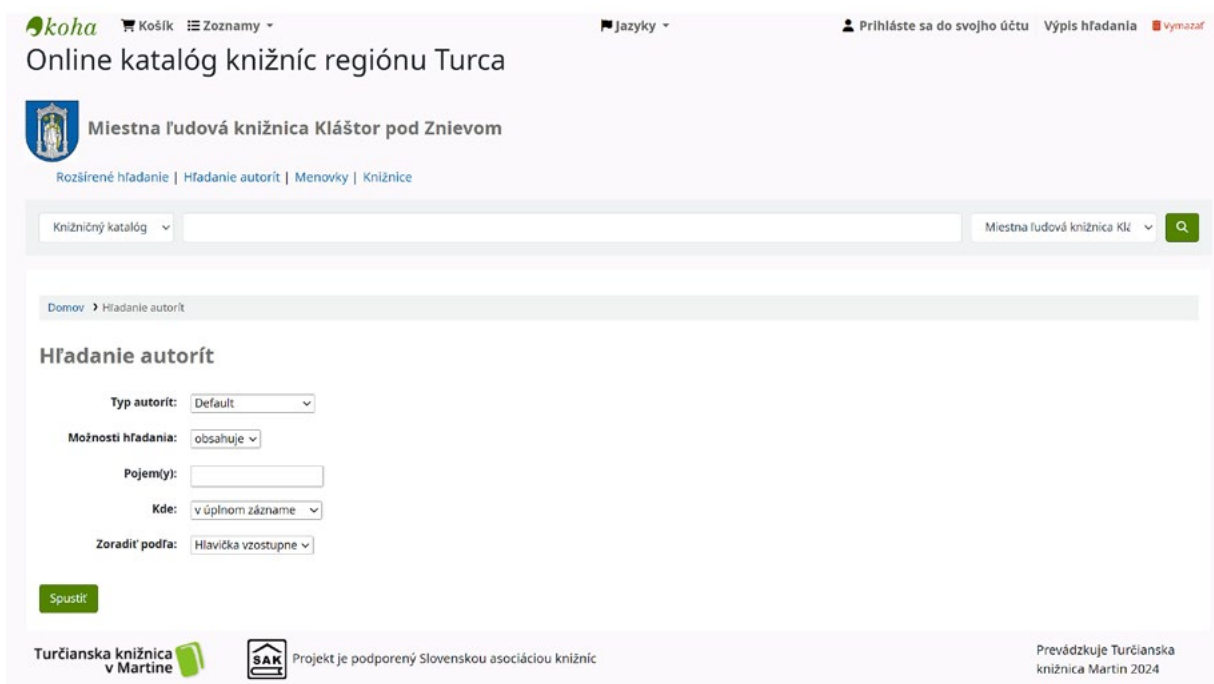 koha Košík Zoznamy Jazyky Prihláste sa do svojho účtu Výpis hľadania Vymazať
Online katalóg knižníc regiónu Turca
Miestna ľudová knižnica Kláštor pod Znievom
Rozšírené hľadanie | Hľadanie autorít | Menovky | Knižnice
Knižničný katalóg Miestna ľudová knižnica Klá
Domov Hľadanie autorít
Hľadanie autorít
Typ autorít: Default
Možnosti hľadania: obsahuje
Pojem(y):
Kde: v úplnom zázname
Zoradiť podľa: Hlavička vzostupne
Spustiť
Turčianska knižnica
v Martine
SAK Projekt je podporený Slovenskou asociáciou knižníc
Prevádzkuje Turčianska
knižnica Martin 2024